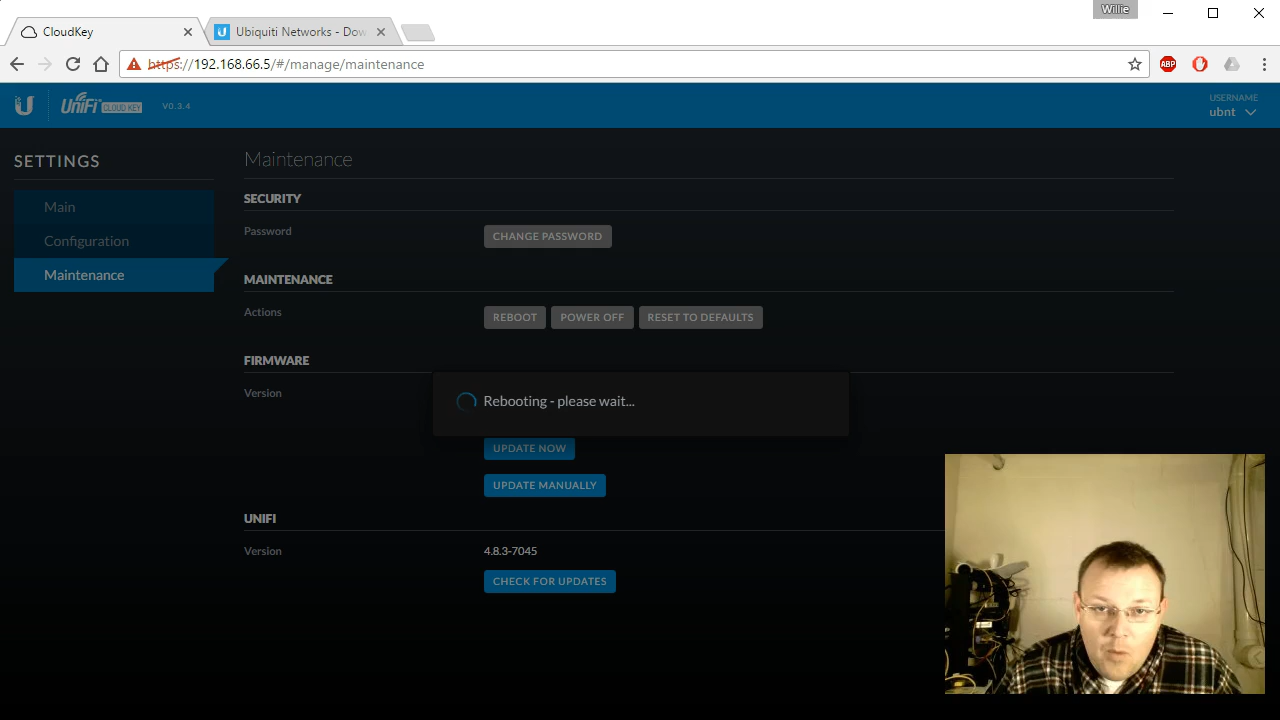 Willie
CloudKey
Ubiquiti Networks - Dow
https://192.168.66.5/#/manage/maintenance
ABP
U UniFi CLOUD KEY V0.3.4
USERNAME
ubnt
SETTINGS
Main
Configuration
Maintenance
Maintenance
SECURITY
Password
CHANGE PASSWORD
MAINTENANCE
Actions
REBOOT POWER OFF RESET TO DEFAULTS
FIRMWARE
Version
Rebooting - please wait...
UPDATE NOW
UPDATE MANUALLY
UNIFI
Version
4.8.3-7045
CHECK FOR UPDATES